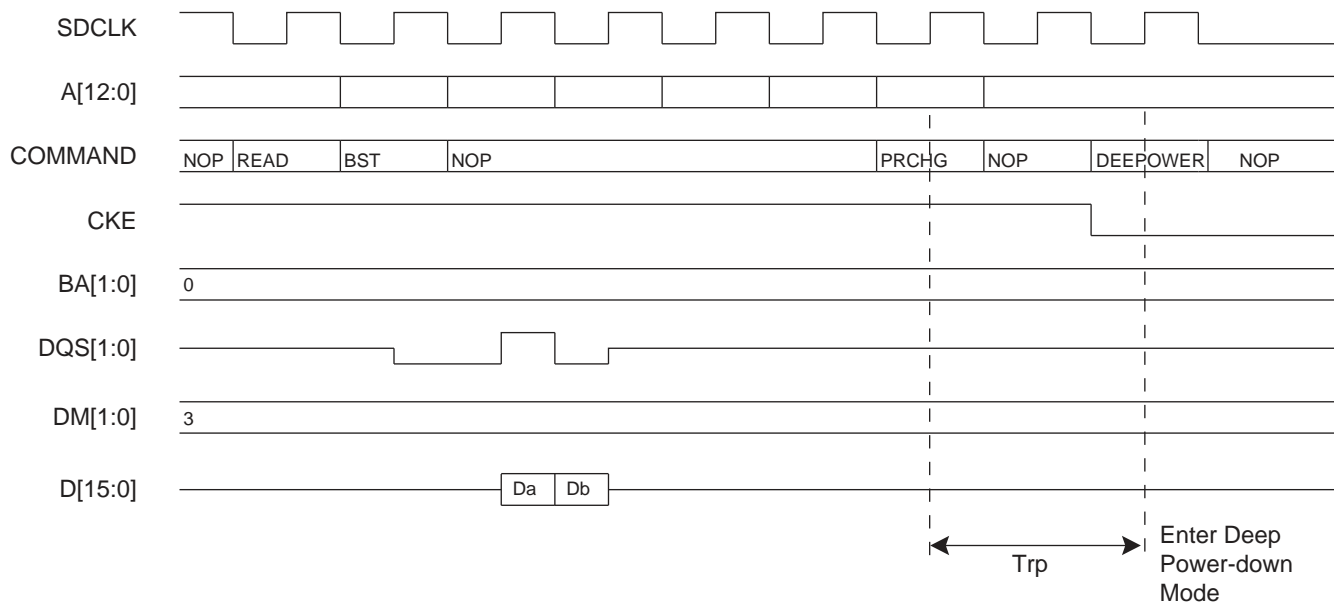 SDCLK
A[12:0]
COMMAND NOP READ BST NOP PRCHG NOP DEEPOWER NOP
CKE
BA[1:0] 0
DQS[1:0]
DM[1:0] 3
D[15:0] Da Db
Trp
Enter Deep
Power-down
Mode